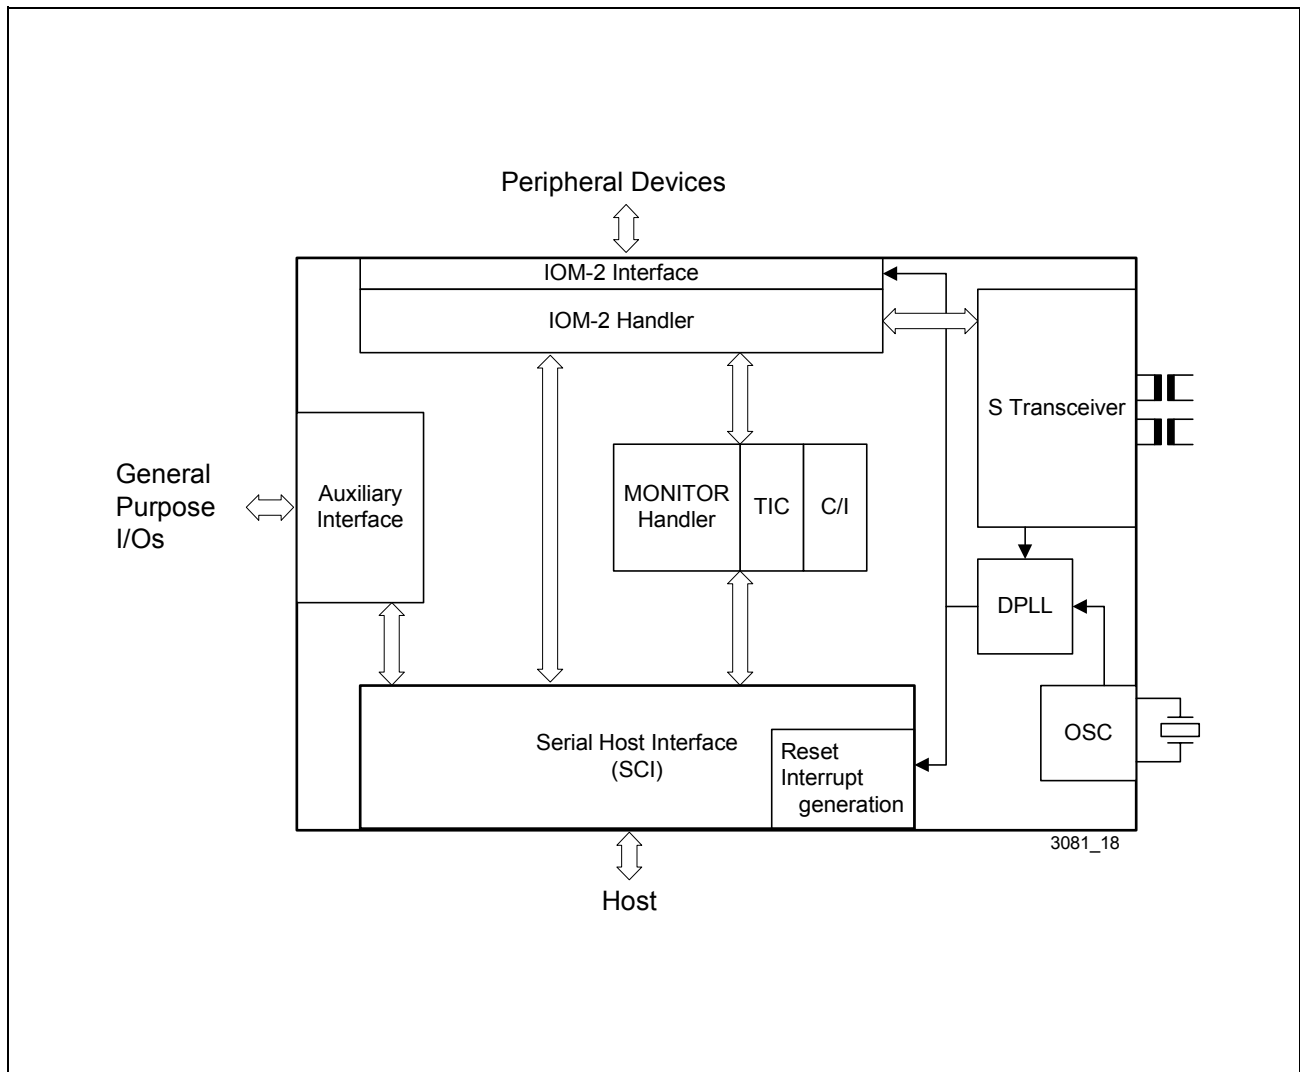 Peripheral Devices
IOM-2 Interface
IOM-2 Handler
S Transceiver
General
Purpose
I/Os
Auxiliary
Interface
MONITOR
Handler
TIC
C/I
DPLL
OSC
Serial Host Interface
(SCI)
Reset
Interrupt
generation
3081_18
Host